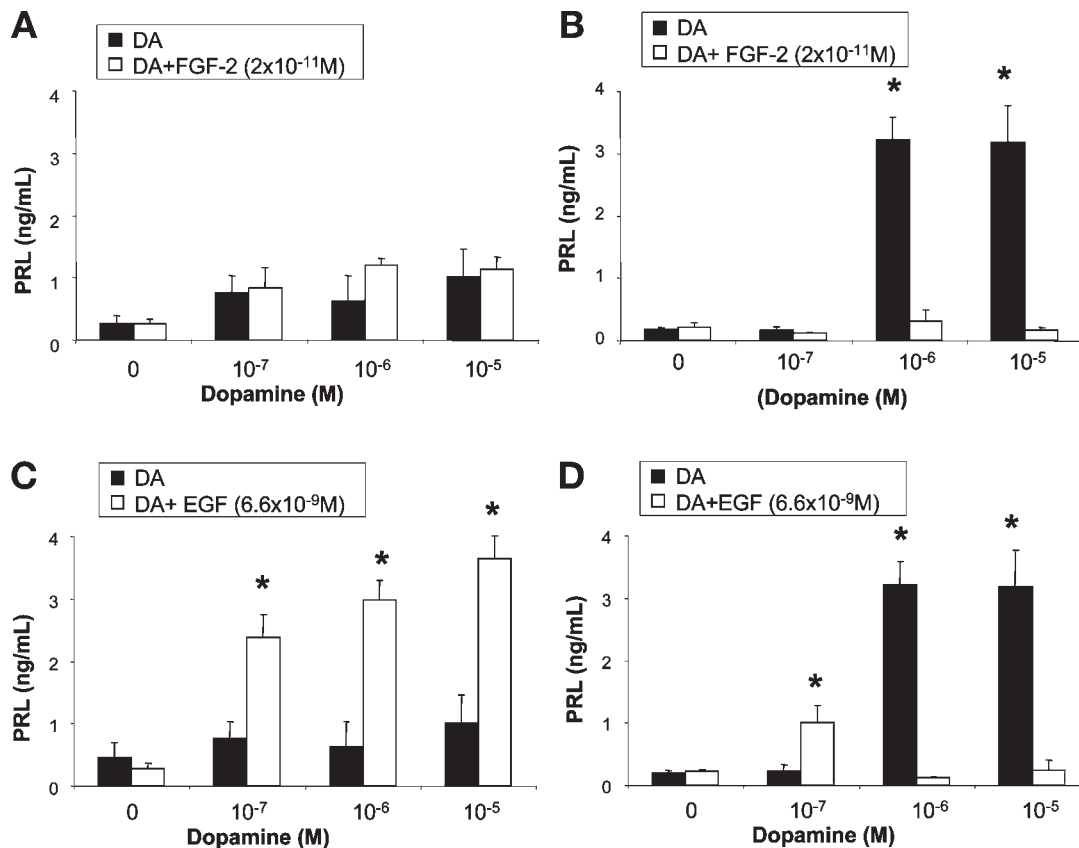 A
DA
DA+FGF-2 (2x10⁻¹¹M)
4
3
2
1
0
PRL (ng/mL)
0 10⁻⁷ 10⁻⁶ 10⁻⁵
Dopamine (M)
B
DA
DA+ FGF-2 (2x10⁻¹¹M)
* *
4
3
2
1
0
PRL (ng/mL)
0 10⁻⁷ 10⁻⁶ 10⁻⁵
(Dopamine (M)
C
DA
DA+ EGF (6.6x10⁻⁹M)
* * *
4
3
2
1
0
PRL (ng/mL)
0 10⁻⁷ 10⁻⁶ 10⁻⁵
Dopamine (M)
D
DA
DA+EGF (6.6x10⁻⁹M)
* * *
4
3
2
1
0
PRL (ng/mL)
0 10⁻⁷ 10⁻⁶ 10⁻⁵
Dopamine (M)